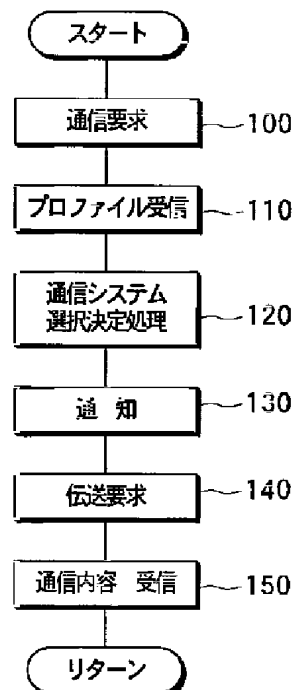 スタート
通信要求 100
プロファイル受信 110
通信システム
選択決定処理 120
通 知 130
伝送要求 140
通信内容 受信 150
リターン